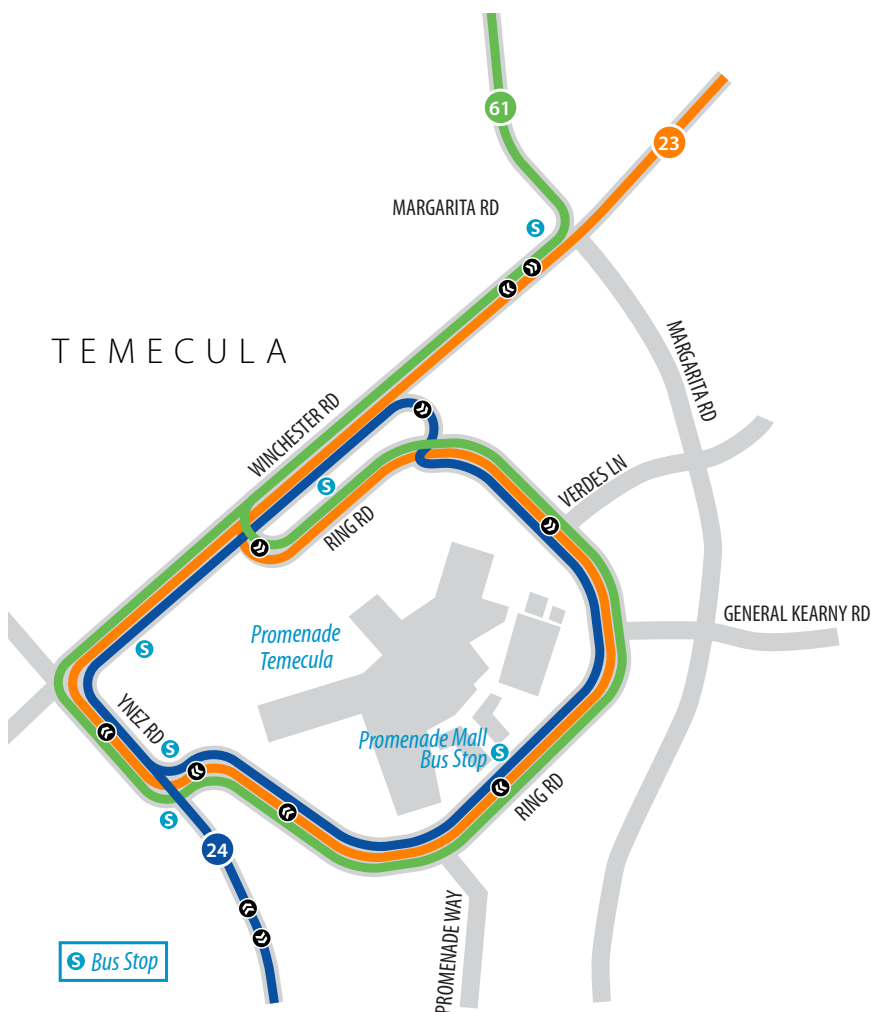 61
23
MARGARITA RD
S
MARGARITA RD
TEMECULA
WINCHESTER RD
S
RING RD
VERDES LN
GENERAL KEARNY RD
Promenade
Temecula
S
YNEZ RD
S
Promenade Mall
Bus Stop
S
RING RD
S
24
PROMENADE WAY
S Bus Stop